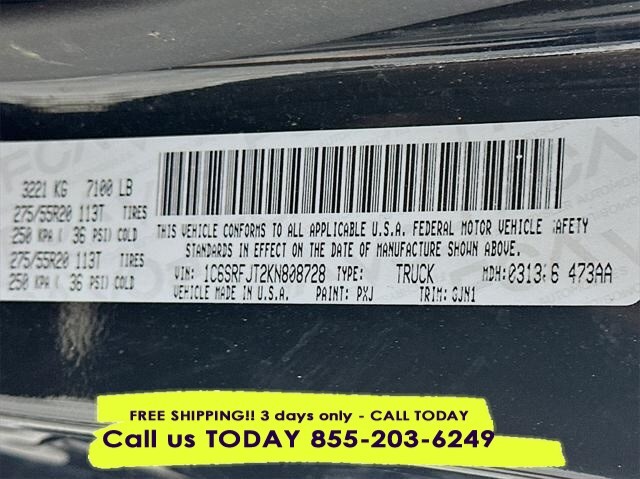 3221 KG 7100 LB
275/55R20 113T TIRES
250 KPA ( 36 PSI) COLD
275/55R20 113T TIRES
250 KPA ( 36 PSI) COLD
THIS VEHICLE CONFORMS TO ALL APPLICABLE U.S.A. FEDERAL MOTOR VEHICLE AFETY
STANDARDS IN EFFECT ON THE DATE OF MANUFACTURE SHOWN ABOVE.
VIN: 1C6SRFJT2KN808728 TYPE: TRUCK MDH: 6 473AA
VEHICLE MADE IN U.S.A. PAINT: PXJ TRIM: GJN1
FREE SHIPPING!! 3 days only - CALL TODAY
Call us TODAY 855-203-6249